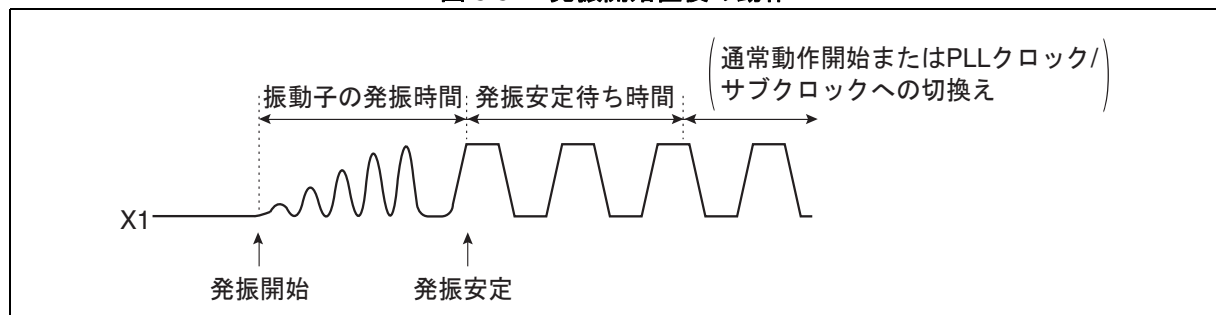 通常動作開始またはPLLクロック/
サブクロックへの切換え
振動子の発振時間
発振安定待ち時間
X1
発振開始
発振安定